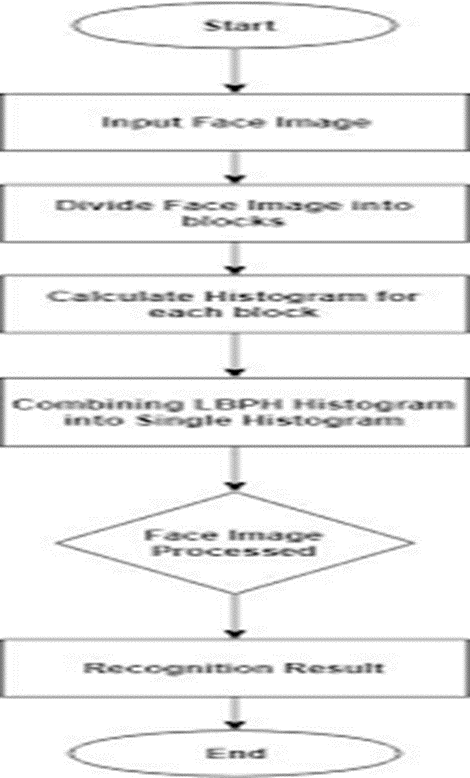 Start
Input Face Image
Divide Face Image into
blocks
Calculate Histogram for
each block
Combining LBPH Histogram
into Single Histogram
Face Image
Processed
Recognition Result
End